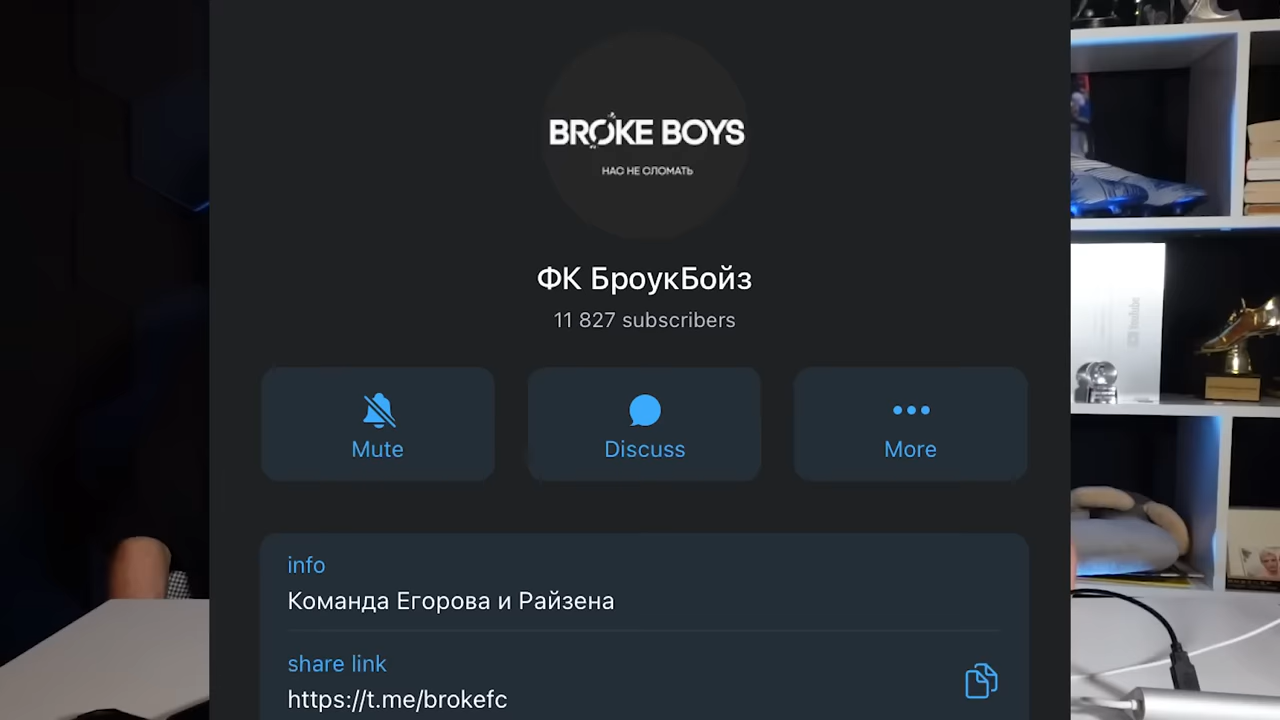 BROKE BOYS
НАС НЕ СЛОМАТЬ
ФК БроукБойз
11 827 subscribers
Mute
Discuss
More
info
Команда Егорова и Райзена
share link
https://t.me/brokefc
YouTube